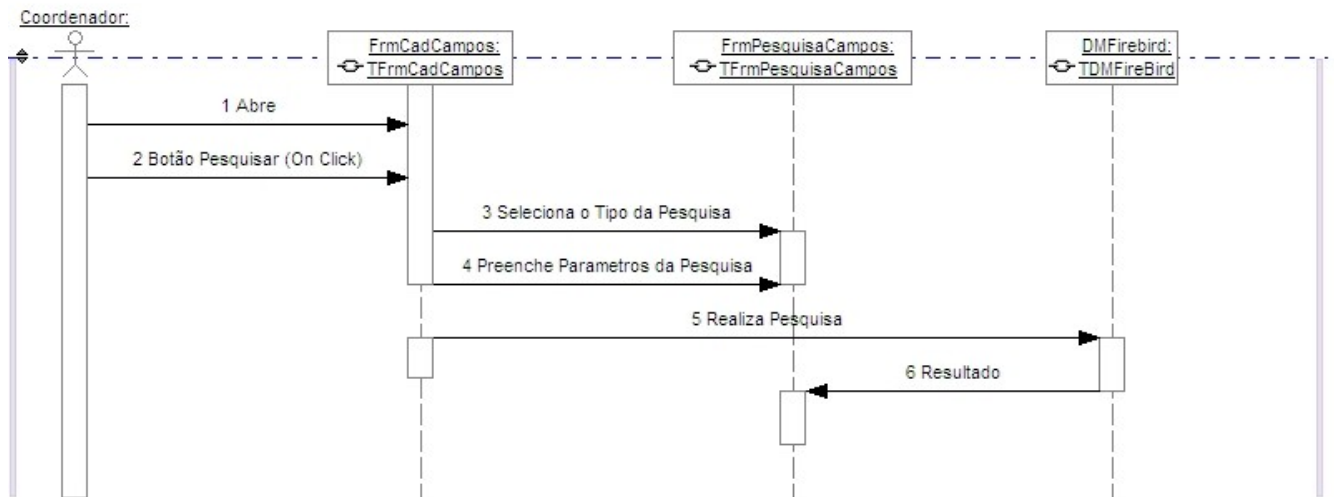 Coordenador:
FrmCadCampos:
TFrmCadCampos
FrmPesquisaCampos:
TFrmPesquisaCampos
DMFirebird:
TDMFireBird
1 Abre
2 Botão Pesquisar (On Click)
3 Seleciona o Tipo da Pesquisa
4 Preenche Parametros da Pesquisa
5 Realiza Pesquisa
6 Resultado